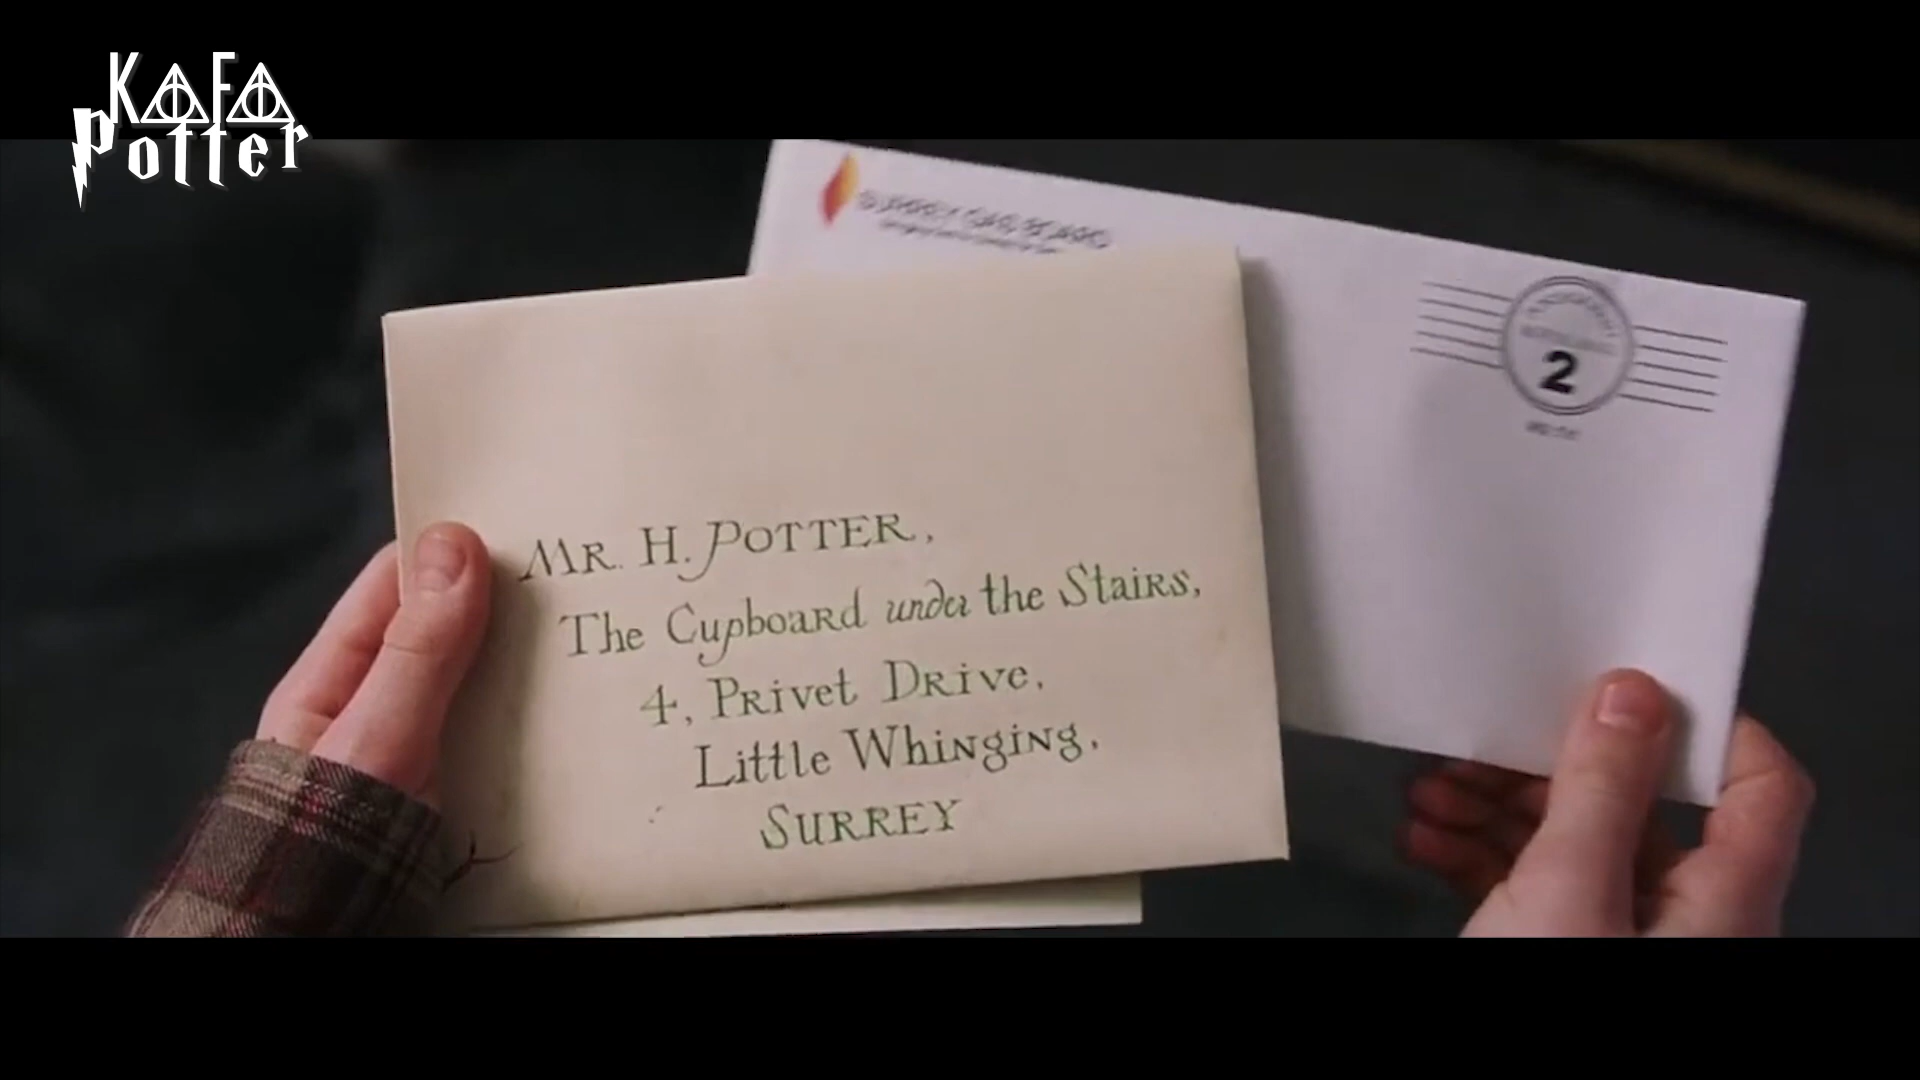 KAFA
Potter
2
Mr. H. Potter,
The Cupboard under the Stairs,
4, Privet Drive,
Little Whinging,
SURREY